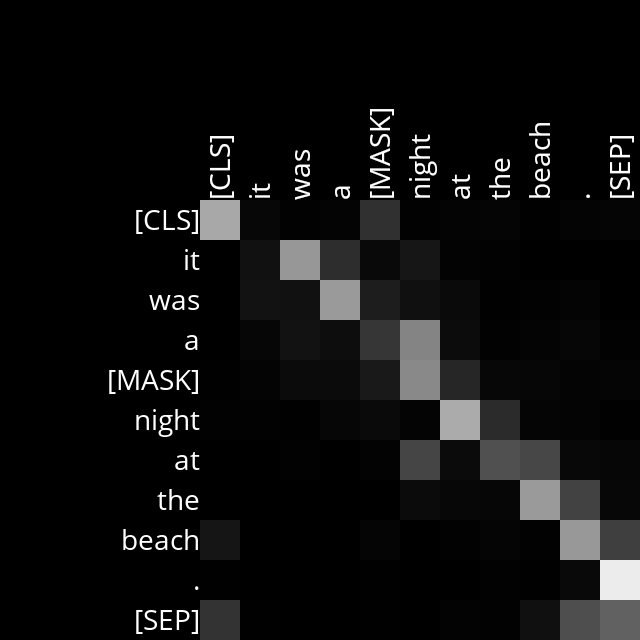 [CLS] it was a [MASK] night at the beach . [SEP]
[CLS]
it
was
a
[MASK]
night
at
the
beach
.
[SEP]